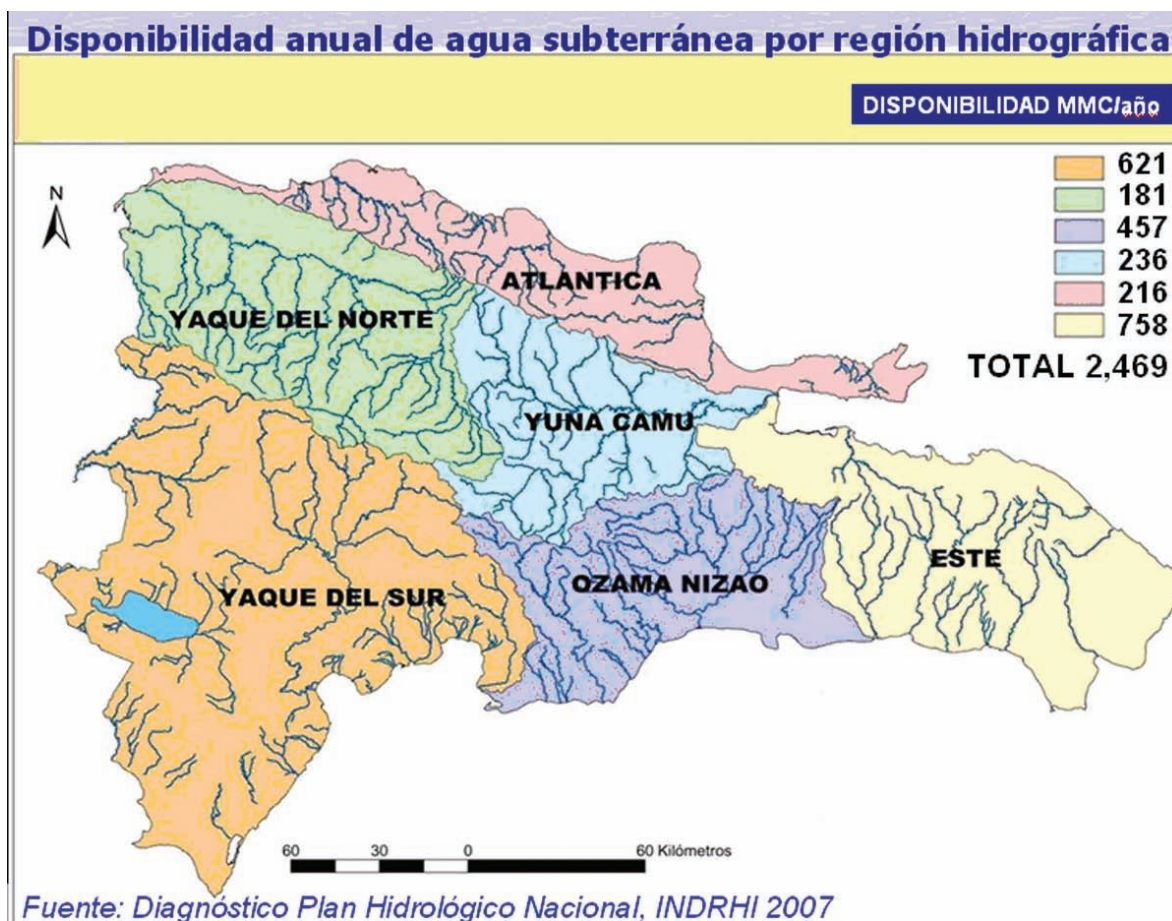 Disponibilidad anual de agua subterránea por región hidrográfica
DISPONIBILIDAD MMC/año
621
181
457
236
216
758
TOTAL 2,469
N
ATLANTICA
YAQUE DEL NORTE
YUNA CAMU
ESTE
OZAMA NIZAO
YAQUE DEL SUR
60 30 0 60 Kilómetros
Fuente: Diagnóstico Plan Hidrológico Nacional, INDRHI 2007